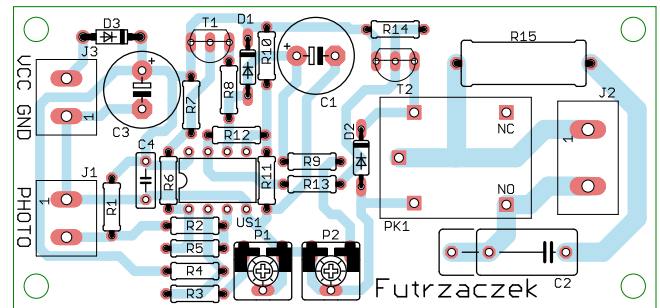 D3
T1
D1
R14
J3
R10
R15
VCC GND
1
C3
R7
R8
C1
T2
J2
1
NC
D2
R12
C4
J1
PHOTO
1
R1
R6
R11
R9
R13
NO
PK1
R2
US1
P1
P2
R5
R4
R3
C2
Futrzaczek
+
+